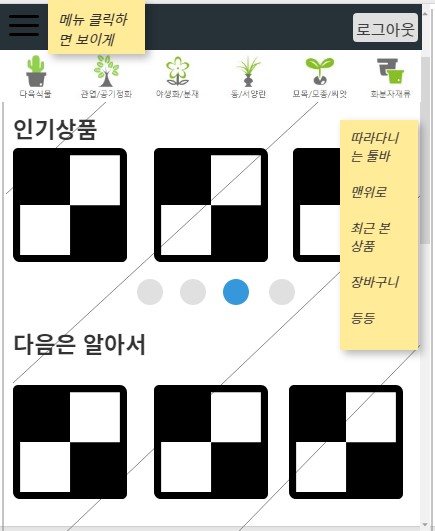 메뉴 클릭하
면 보이게
로그아웃
다육식물
관엽/공기정화
야생화/분재
동/서양란
묘목/모종/씨앗
화분자재류
인기상품
따라다니
는 툴바
맨위로
최근 본
상품
장바구니
등등
다음은 알아서